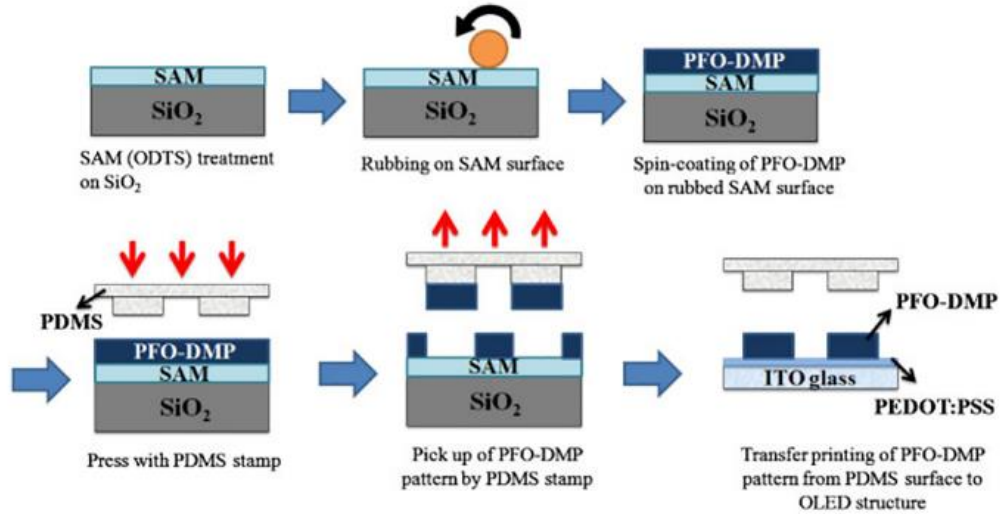 SAM
SiO2
SAM (ODTS) treatment
on SiO2
SAM
SiO2
Rubbing on SAM surface
PFO-DMP
SAM
SiO2
Spin-coating of PFO-DMP
on rubbed SAM surface
PDMS
PFO-DMP
SAM
SiO2
Press with PDMS stamp
SAM
SiO2
Pick up of PFO-DMP
pattern by PDMS stamp
PFO-DMP
ITO glass
PEDOT:PSS
Transfer printing of PFO-DMP
pattern from PDMS surface to
OLED structure